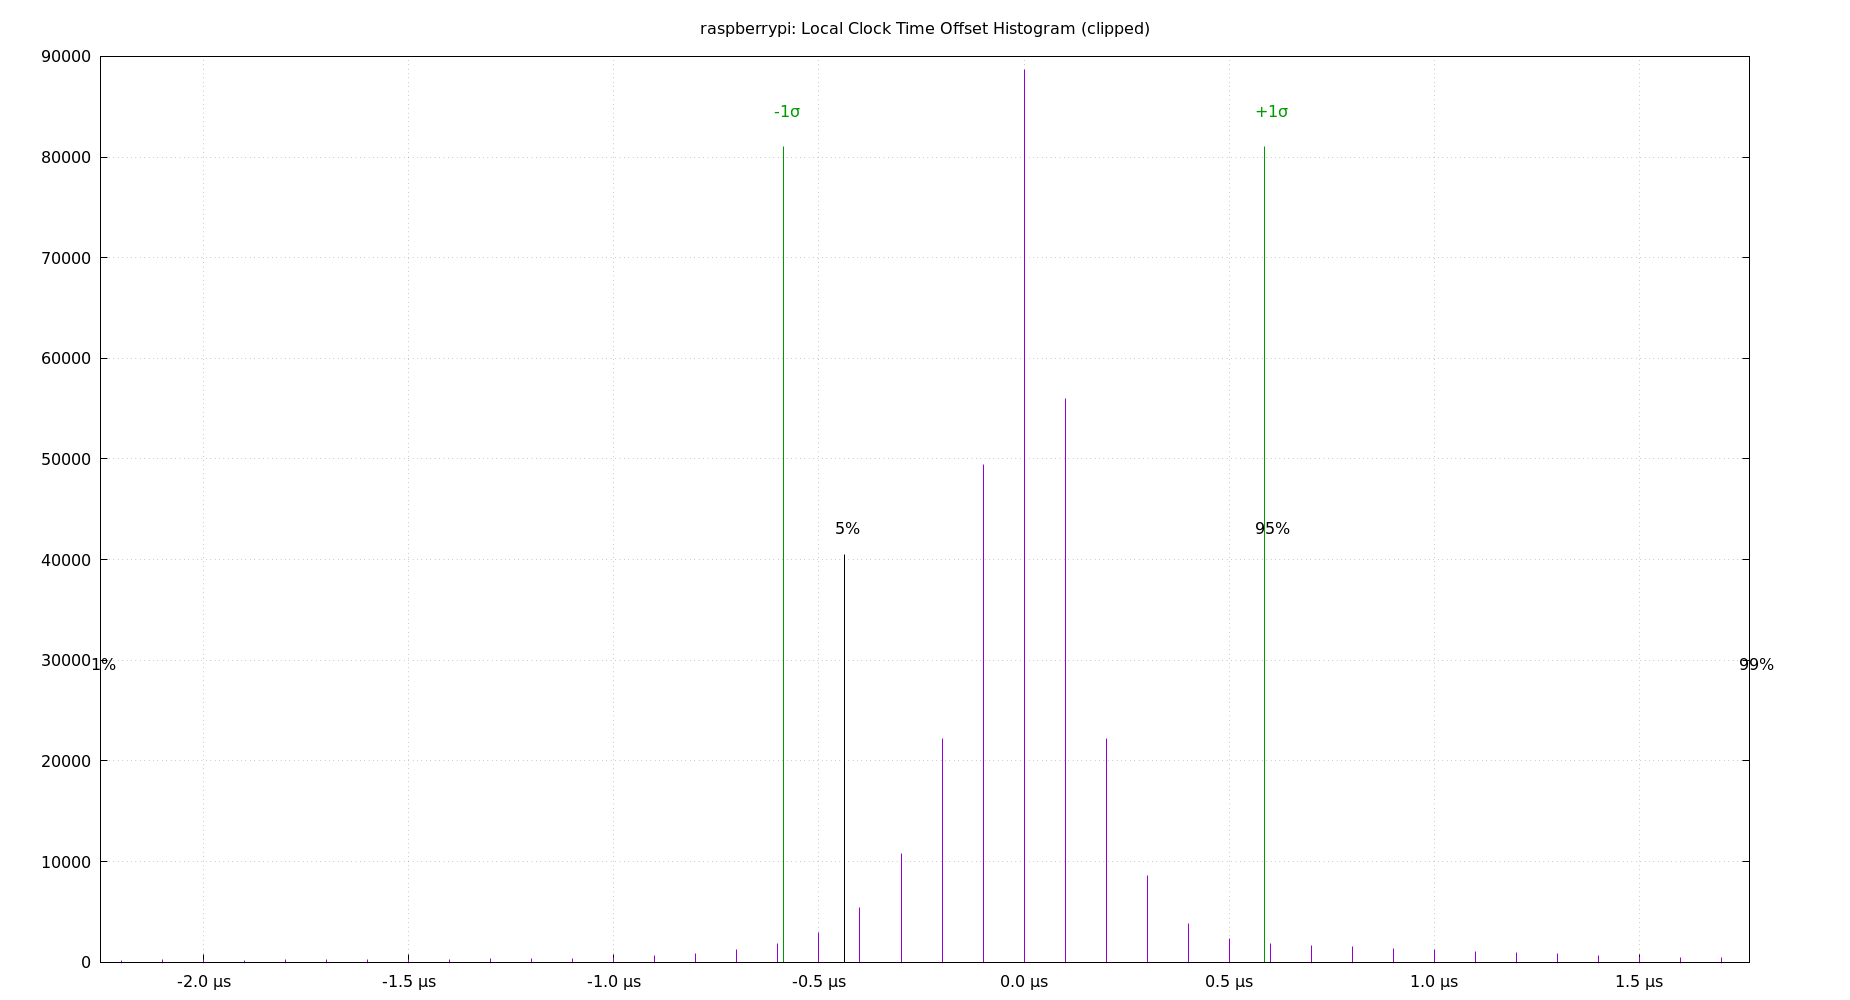 raspberrypi: Local Clock Time Offset Histogram (clipped)
90000
-1σ
+1σ
80000
70000
60000
50000
5%
95%
40000
30000
1%
99%
20000
10000
0
-2.0 µs
-1.5 µs
-1.0 µs
-0.5 µs
0.0 µs
0.5 µs
1.0 µs
1.5 µs